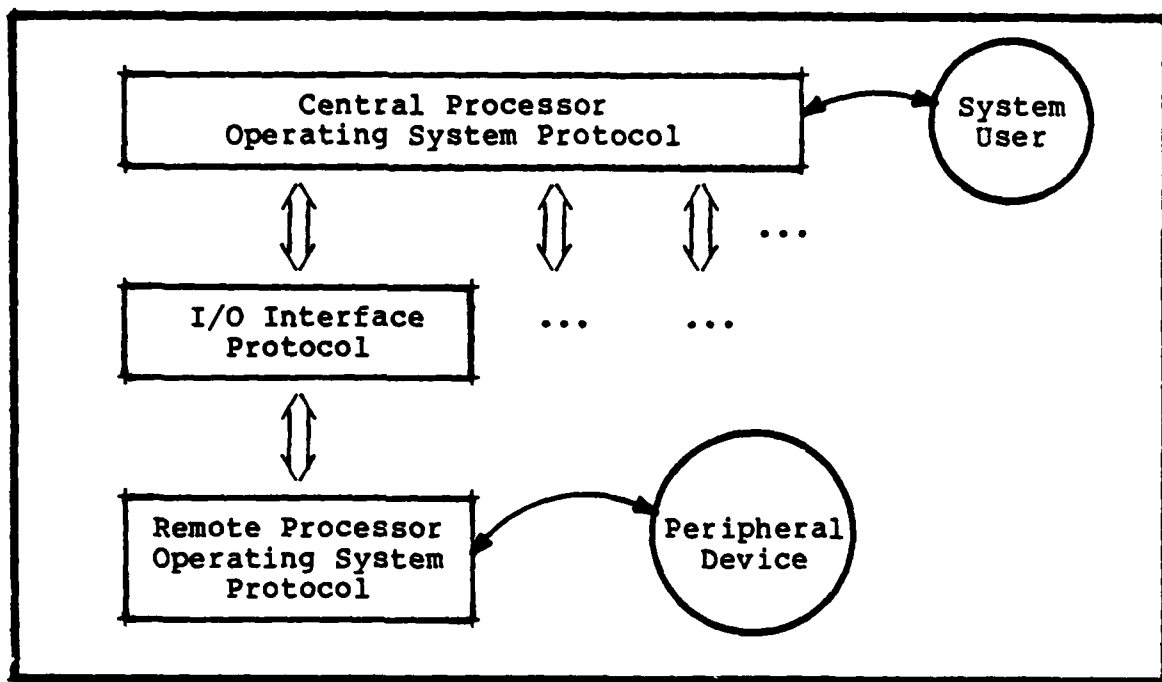 Central Processor
Operating System Protocol
System
User
...
I/O Interface
Protocol
... ...
Remote Processor
Operating System
Protocol
Peripheral
Device